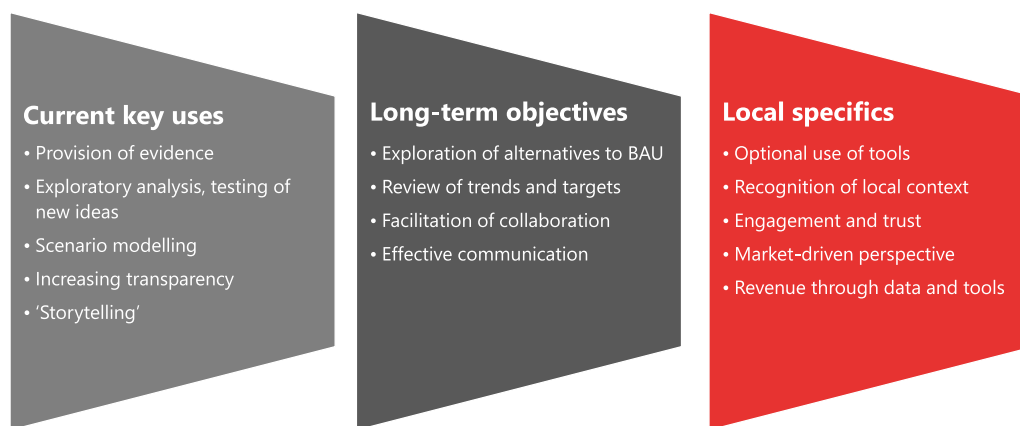 Current key uses
• Provision of evidence
• Exploratory analysis, testing of
new ideas
• Scenario modelling
• Increasing transparency
• ‘Storytelling’
Long-term objectives
• Exploration of alternatives to BAU
• Review of trends and targets
• Facilitation of collaboration
• Effective communication
Local specifics
• Optional use of tools
• Recognition of local context
• Engagement and trust
• Market-driven perspective
• Revenue through data and tools